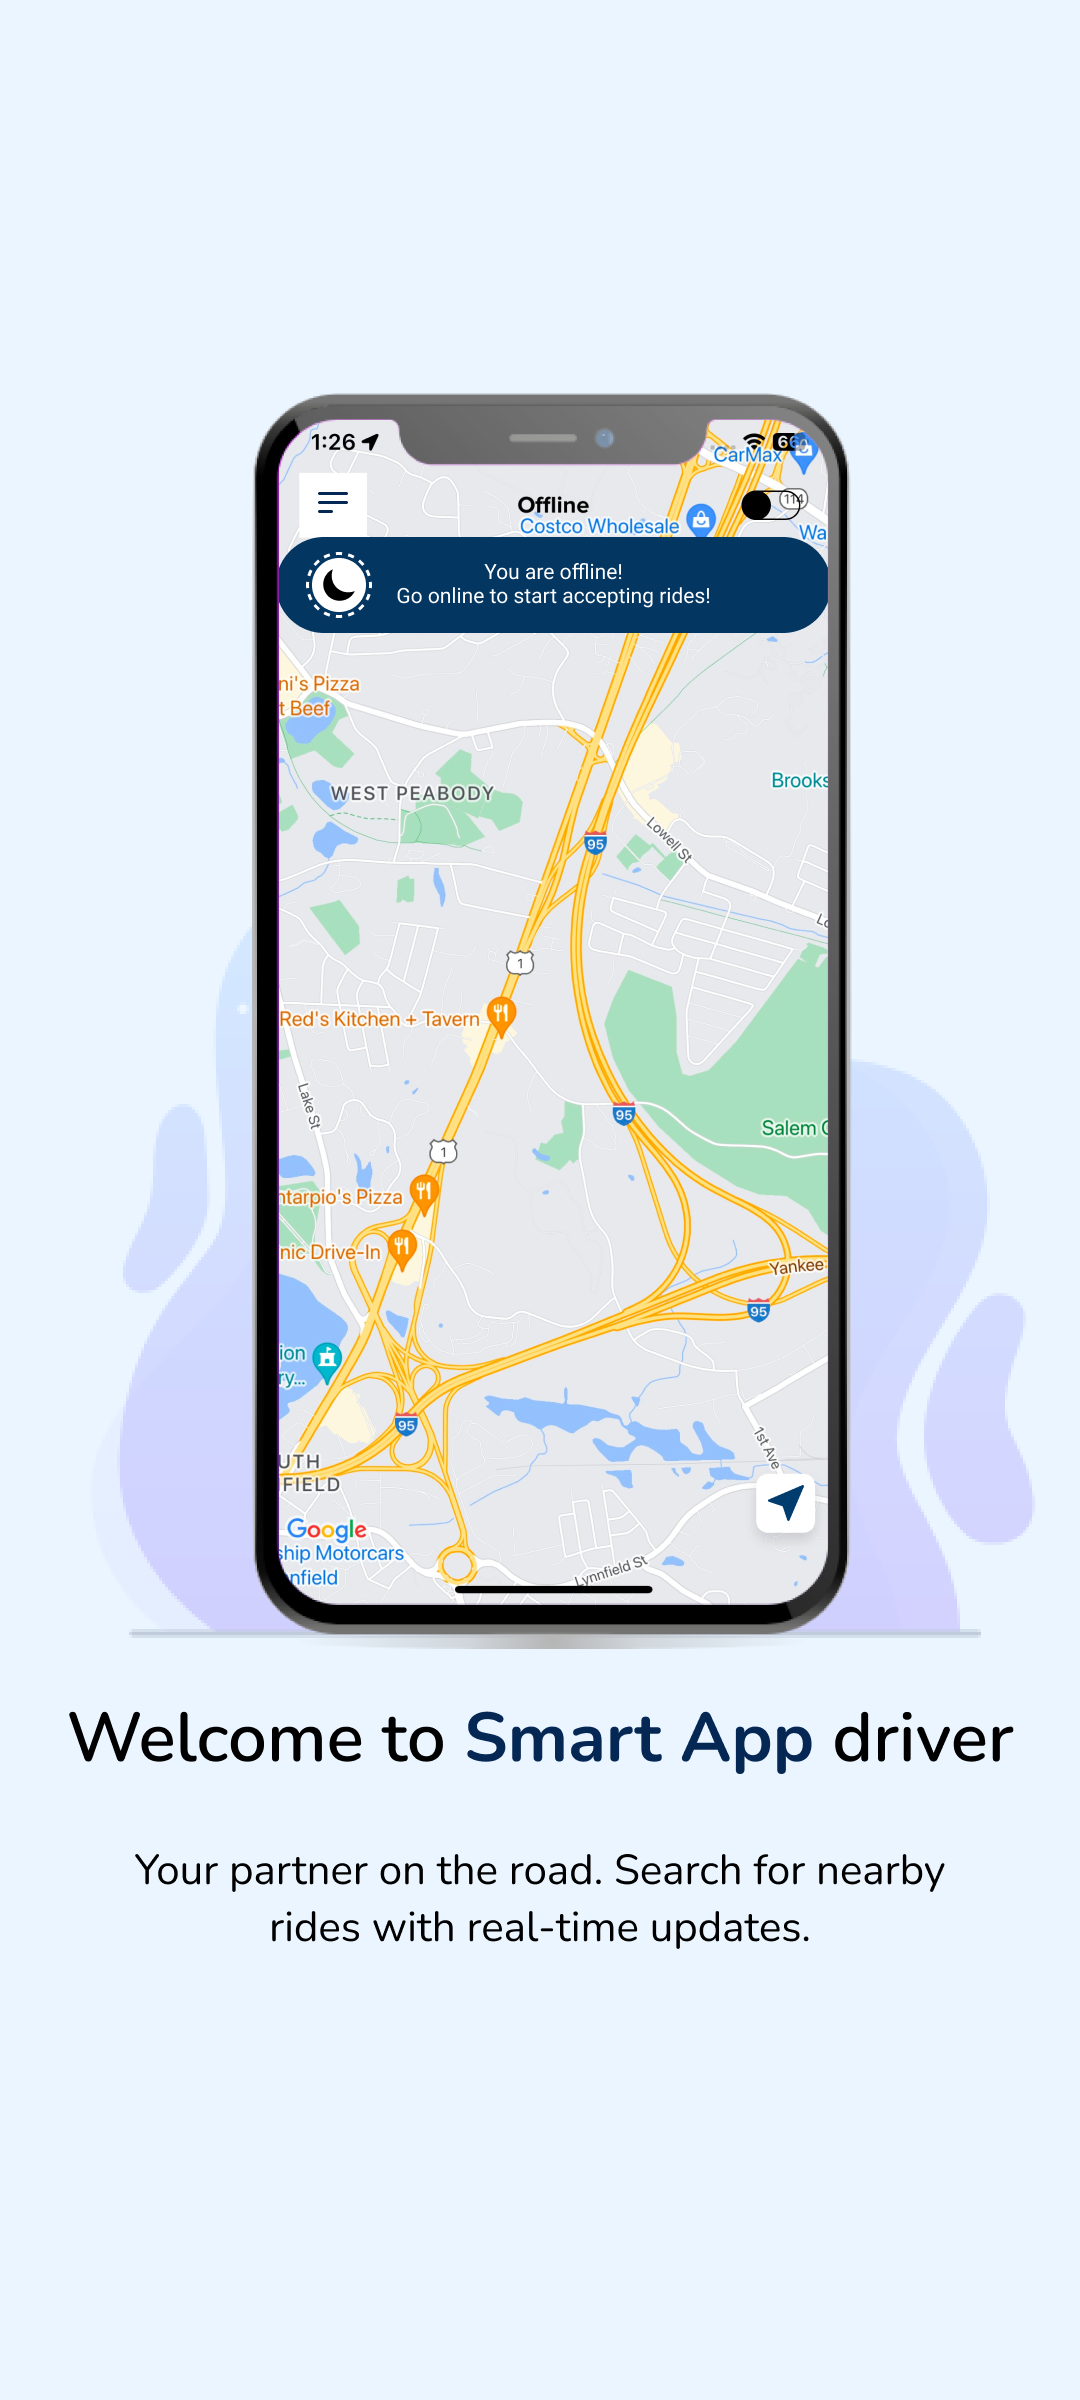 1:26
CarMax
Offline
114
Costco Wholesale
Wa
You are offline!
Go online to start accepting rides!
ni's Pizza
t Beef
WEST PEABODY
Brooks
95
Lowell St
Lo
1
Red's Kitchen + Tavern
Lake St
95
Salem C
1
ntarpio's Pizza
nic Drive-In
Yankee
95
ion
ry...
95
1st Ave
UTH
FIELD
Google
ship Motorcars
nfield
Lynnfield St
Welcome to Smart App driver
Your partner on the road. Search for nearby
rides with real-time updates.